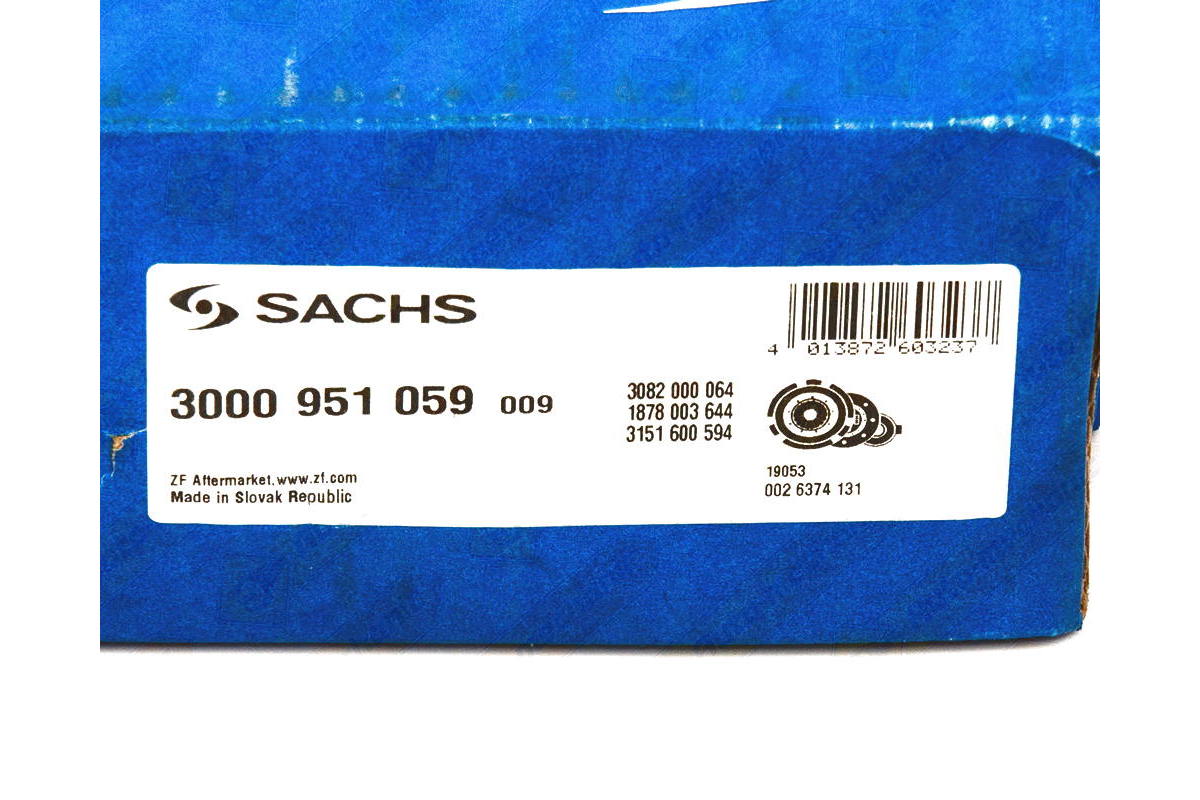 SACHS
4 013872 603237
3000 951 059 009
3082 000 064
1878 003 644
3151 600 594
ZF Aftermarket, www.zf.com
Made in Slovak Republic
19053
002 6374 131